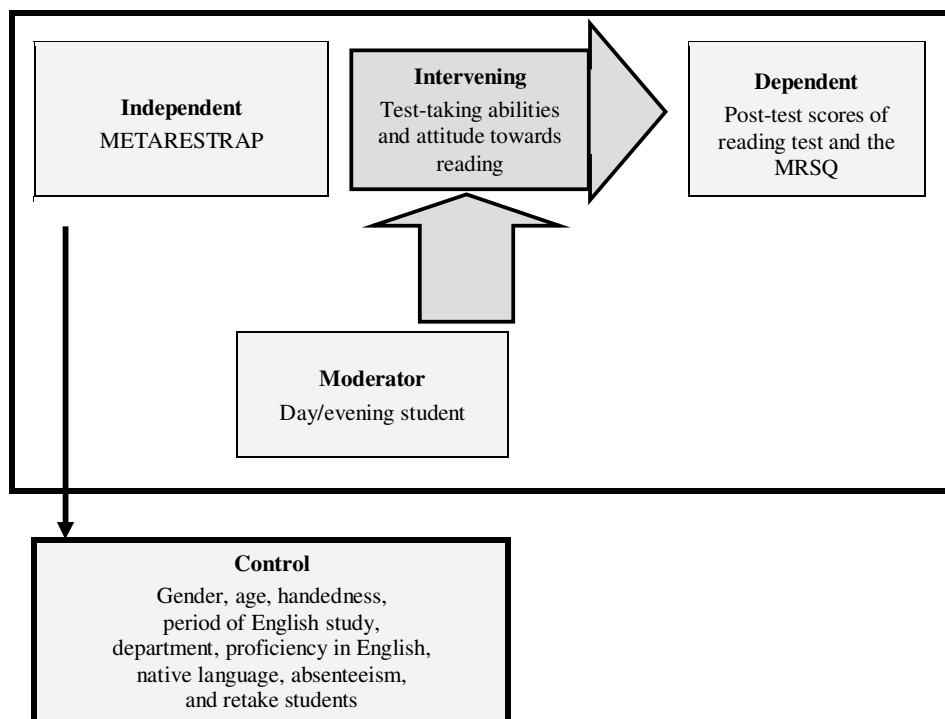 Independent
METARESTRAP
Intervening
Test-taking abilities
and attitude towards
reading
Dependent
Post-test scores of
reading test and the
MRSQ
Moderator
Day/evening student
Control
Gender, age, handedness,
period of English study,
department, proficiency in English,
native language, absenteeism,
and retake students